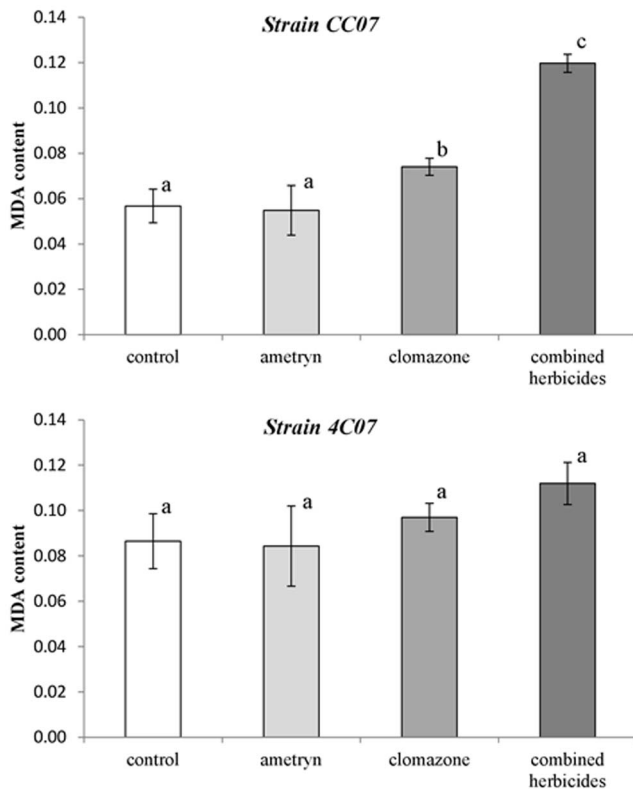 Strain CC07
MDA content
0.14
0.12
0.10
0.08
0.06
0.04
0.02
0.00
a
a
b
c
control ametryn clomazone combined
herbicides
Strain 4C07
MDA content
0.14
0.12
0.10
0.08
0.06
0.04
0.02
0.00
a
a
a
a
control ametryn clomazone combined
herbicides